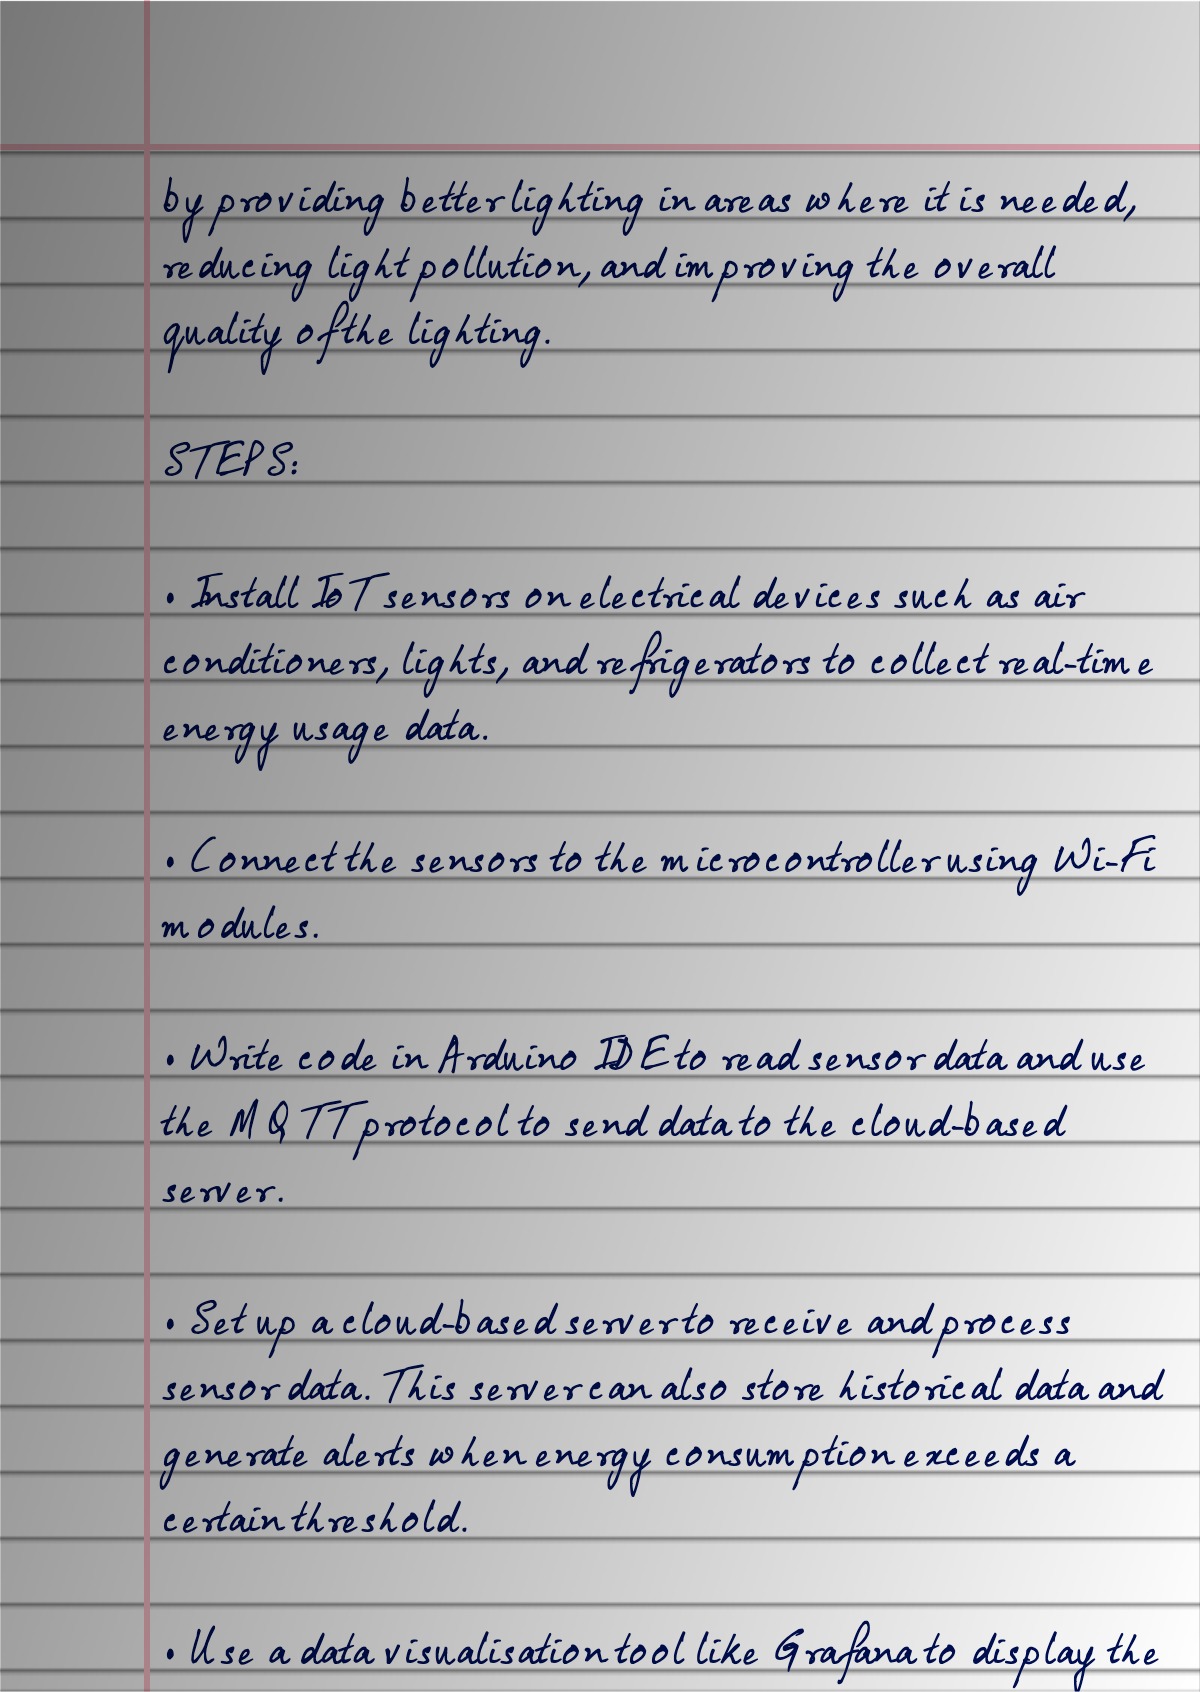 by providing better lighting in areas where it is needed,
reducing light pollution, and improving the overall
quality of the lighting.
STEPS:
• Install IoT sensors on electrical devices such as air
conditioners, lights, and refrigerators to collect real-time
energy usage data.
• Connect the sensors to the microcontroller using Wi-Fi
modules.
• Write code in Arduino IDE to read sensor data and use
the MQTT protocol to send data to the cloud-based
server.
• Set up a cloud-based server to receive and process
sensor data. This server can also store historical data and
generate alerts when energy consumption exceeds a
certain threshold.
• Use a data visualisation tool like Grafana to display the